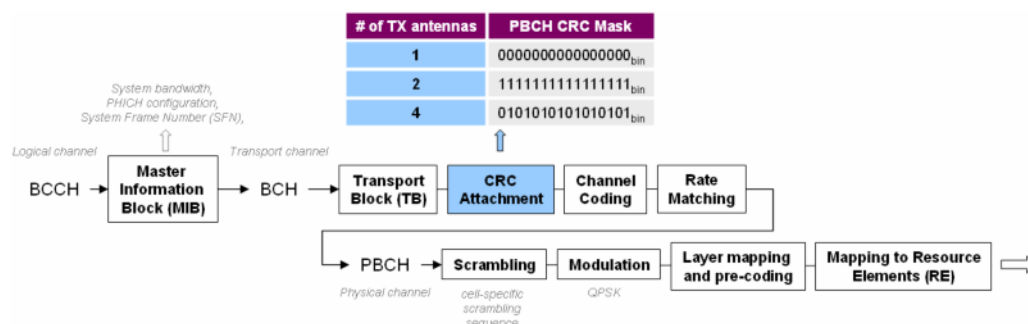 # of TX antennas PBCH CRC Mask
1 0000000000000000bin
2 1111111111111111bin
4 0101010101010101bin
System bandwidth,
PHICH configuration,
System Frame Number (SFN),
Logical channel
Transport channel
BCCH
Master
Information
Block (MIB)
BCH
Transport
Block (TB)
CRC
Attachment
Channel
Coding
Rate
Matching
PBCH
Physical channel
Scrambling
cell-specific
scrambling
sequence
Modulation
QPSK
Layer mapping
and pre-coding
Mapping to Resource
Elements (RE)